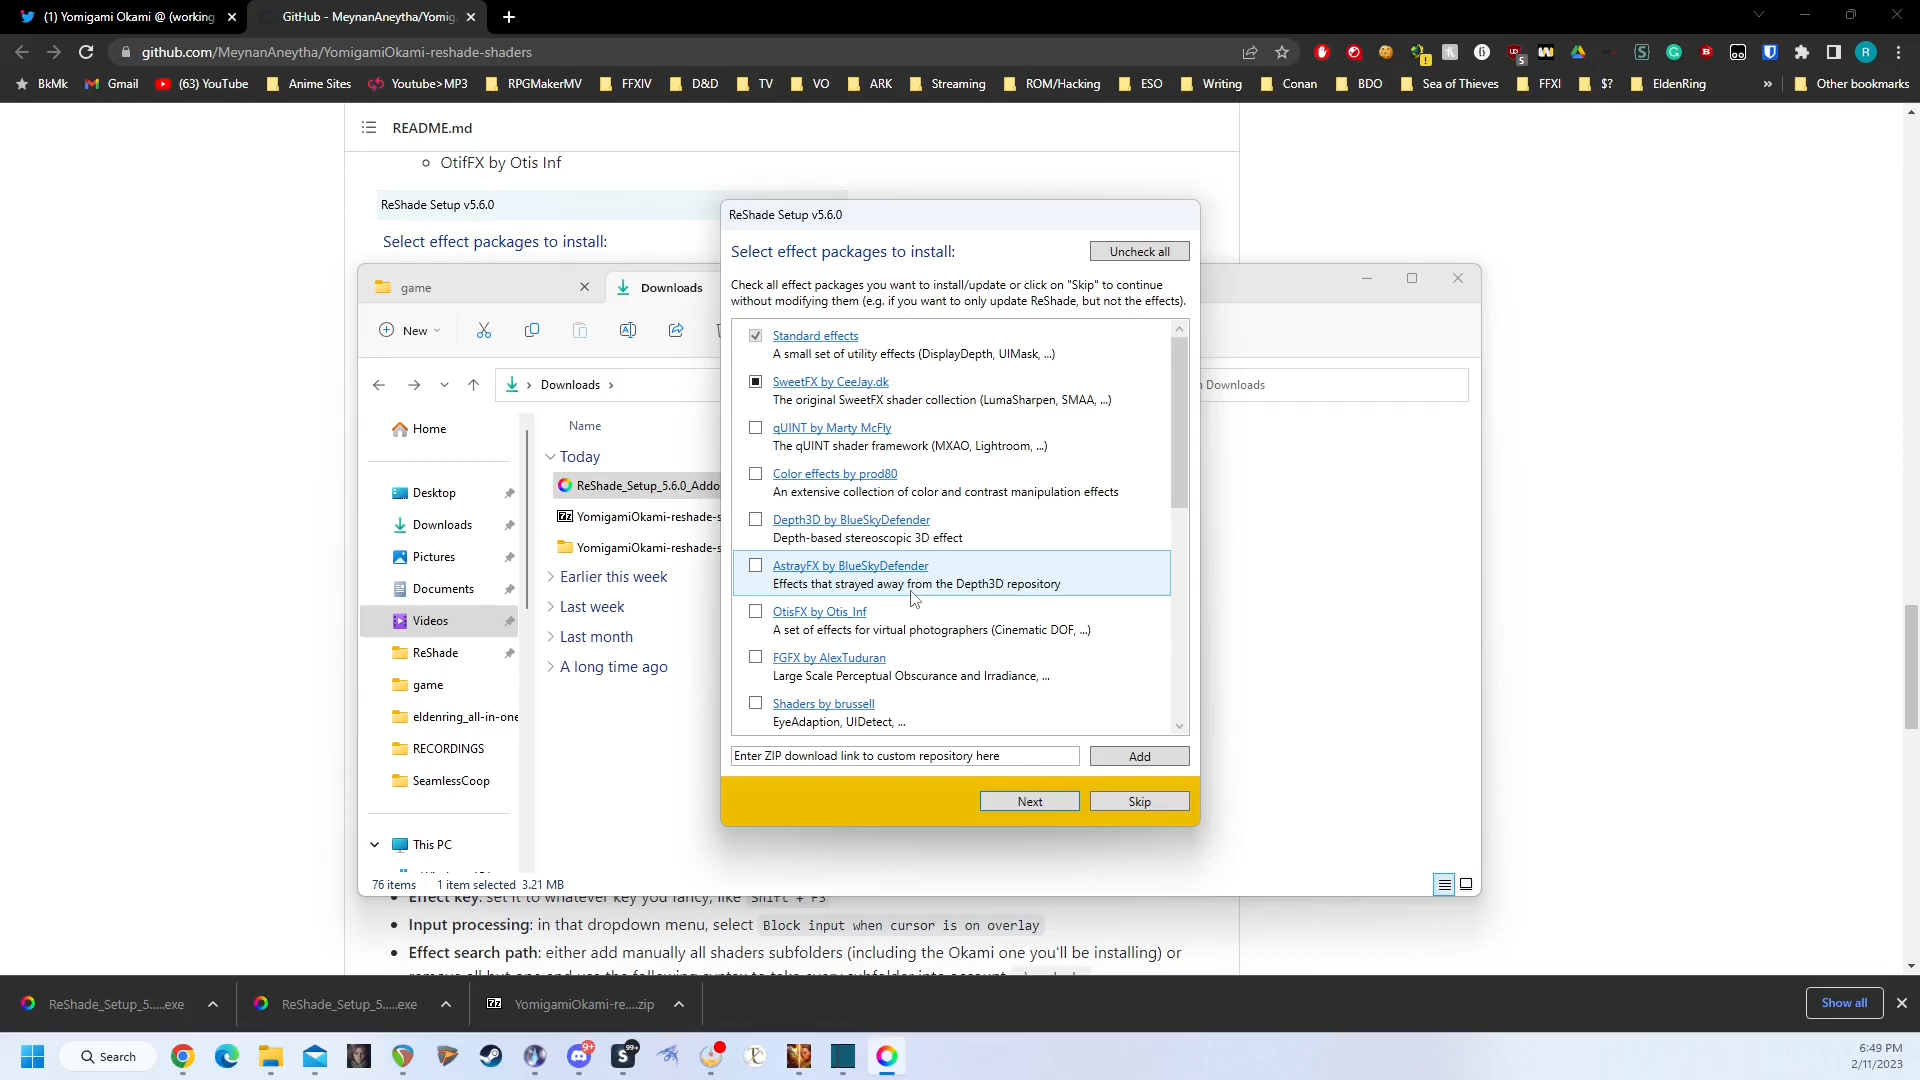 (1) Yomigami Okami @ (working
GitHub - MeynanAneytha/Yomig
github.com/MeynanAneytha/YomigamiOkami-reshade-shaders
BkMk
Gmail
(63) YouTube
Anime Sites
Youtube>MP3
RPGMakerMV
FFXIV
D&D
TV
VO
ARK
Streaming
ROM/Hacking
ESO
Writing
Conan
BDO
Sea of Thieves
FFXI
$?
EldenRing
»
Other bookmarks
README.md
OtifFX by Otis Inf
ReShade Setup v5.6.0
Select effect packages to install:
game
Downloads
New
Downloads
Downloads
Home
Desktop
Downloads
Pictures
Documents
Videos
ReShade
game
eldenring_all-in-one
RECORDINGS
SeamlessCoop
This PC
Name
Today
ReShade_Setup_5.6.0_Addo
YomigamiOkami-reshade-s
YomigamiOkami-reshade-s
Earlier this week
Last week
Last month
A long time ago
76 items
1 item selected 3.21 MB
ReShade Setup v5.6.0
Select effect packages to install:
Uncheck all
Check all effect packages you want to install/update or click on "Skip" to continue
without modifying them (e.g. if you want to only update ReShade, but not the effects).
Standard effects
A small set of utility effects (DisplayDepth, UIMask, ...)
SweetFX by CeeJay.dk
The original SweetFX shader collection (LumaSharpen, SMAA, ...)
qUINT by Marty McFly
The qUINT shader framework (MXAO, Lightroom, ...)
Color effects by prod80
An extensive collection of color and contrast manipulation effects
Depth3D by BlueSkyDefender
Depth-based stereoscopic 3D effect
AstrayFX by BlueSkyDefender
Effects that strayed away from the Depth3D repository
OtisFX by Otis_Inf
A set of effects for virtual photographers (Cinematic DOF, ...)
FGFX by AlexTuduran
Large Scale Perceptual Obscurance and Irradiance, ...
Shaders by brussell
EyeAdaption, UIDetect, ...
Enter ZIP download link to custom repository here
Add
Next
Skip
Effect key: set it to whatever key you fancy, like Shift + F3
Input processing: in that dropdown menu, select Block input when cursor is on overlay
Effect search path: either add manually all shaders subfolders (including the Okami one you'll be installing) or
ReShade_Setup_5.....exe
ReShade_Setup_5.....exe
YomigamiOkami-re....zip
Show all
Search
9+
99+
6:49 PM
2/11/2023